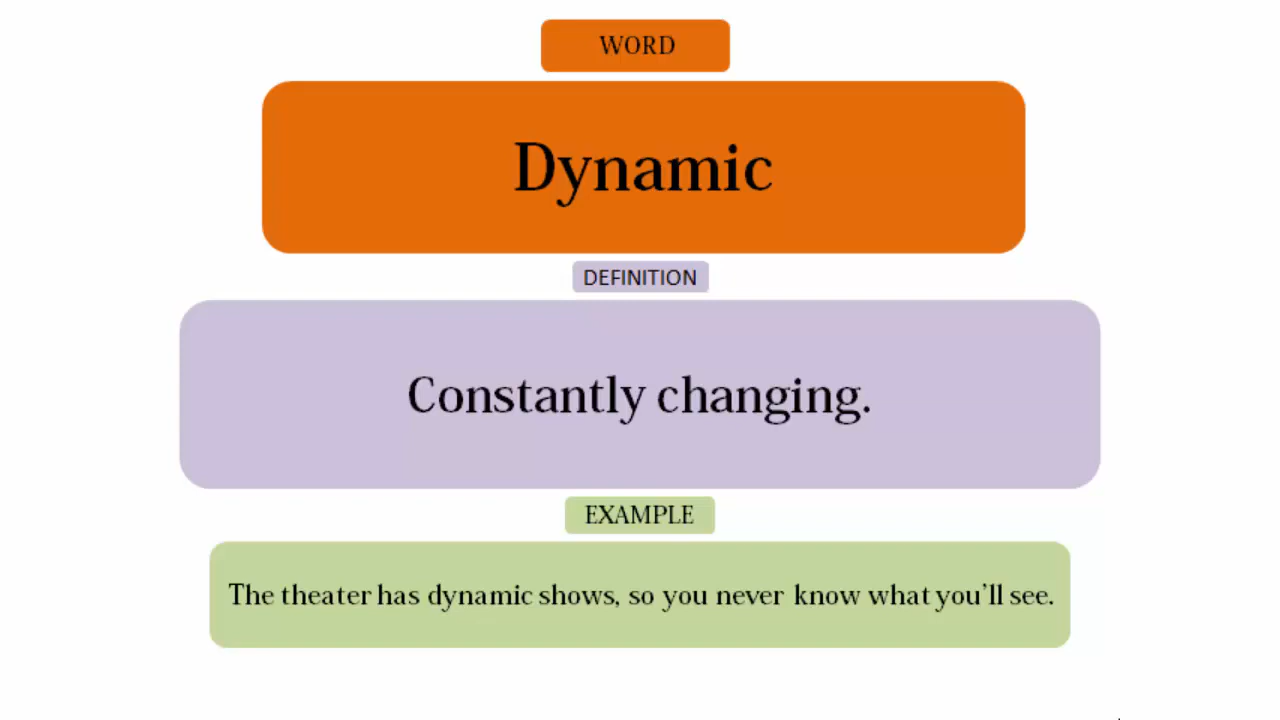 WORD
Dynamic
DEFINITION
Constantly changing.
EXAMPLE
The theater has dynamic shows, so you never know what you’ll see.